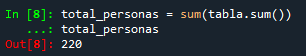 In [8]: total_personas = sum(tabla.sum())
   ...: total_personas
Out[8]: 220